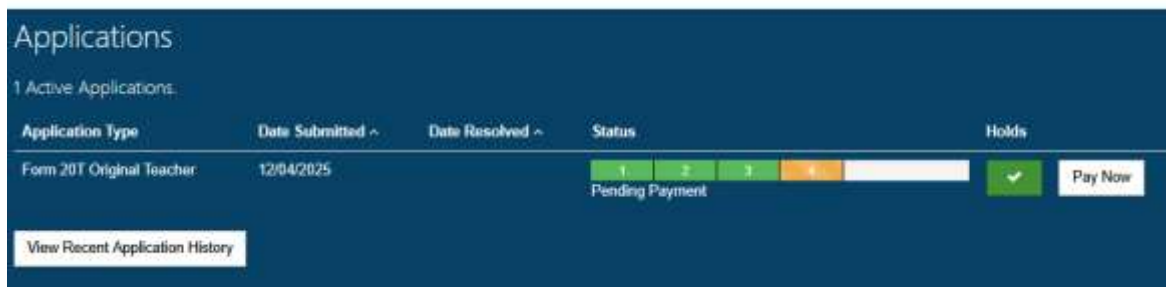 Applications
1 Active Applications.
Application Type Date Submitted Date Resolved Status Holds
Form 20T Original Teacher 12/04/2025 1 2 3 4 Pay Now
Pending Payment
View Recent Application History